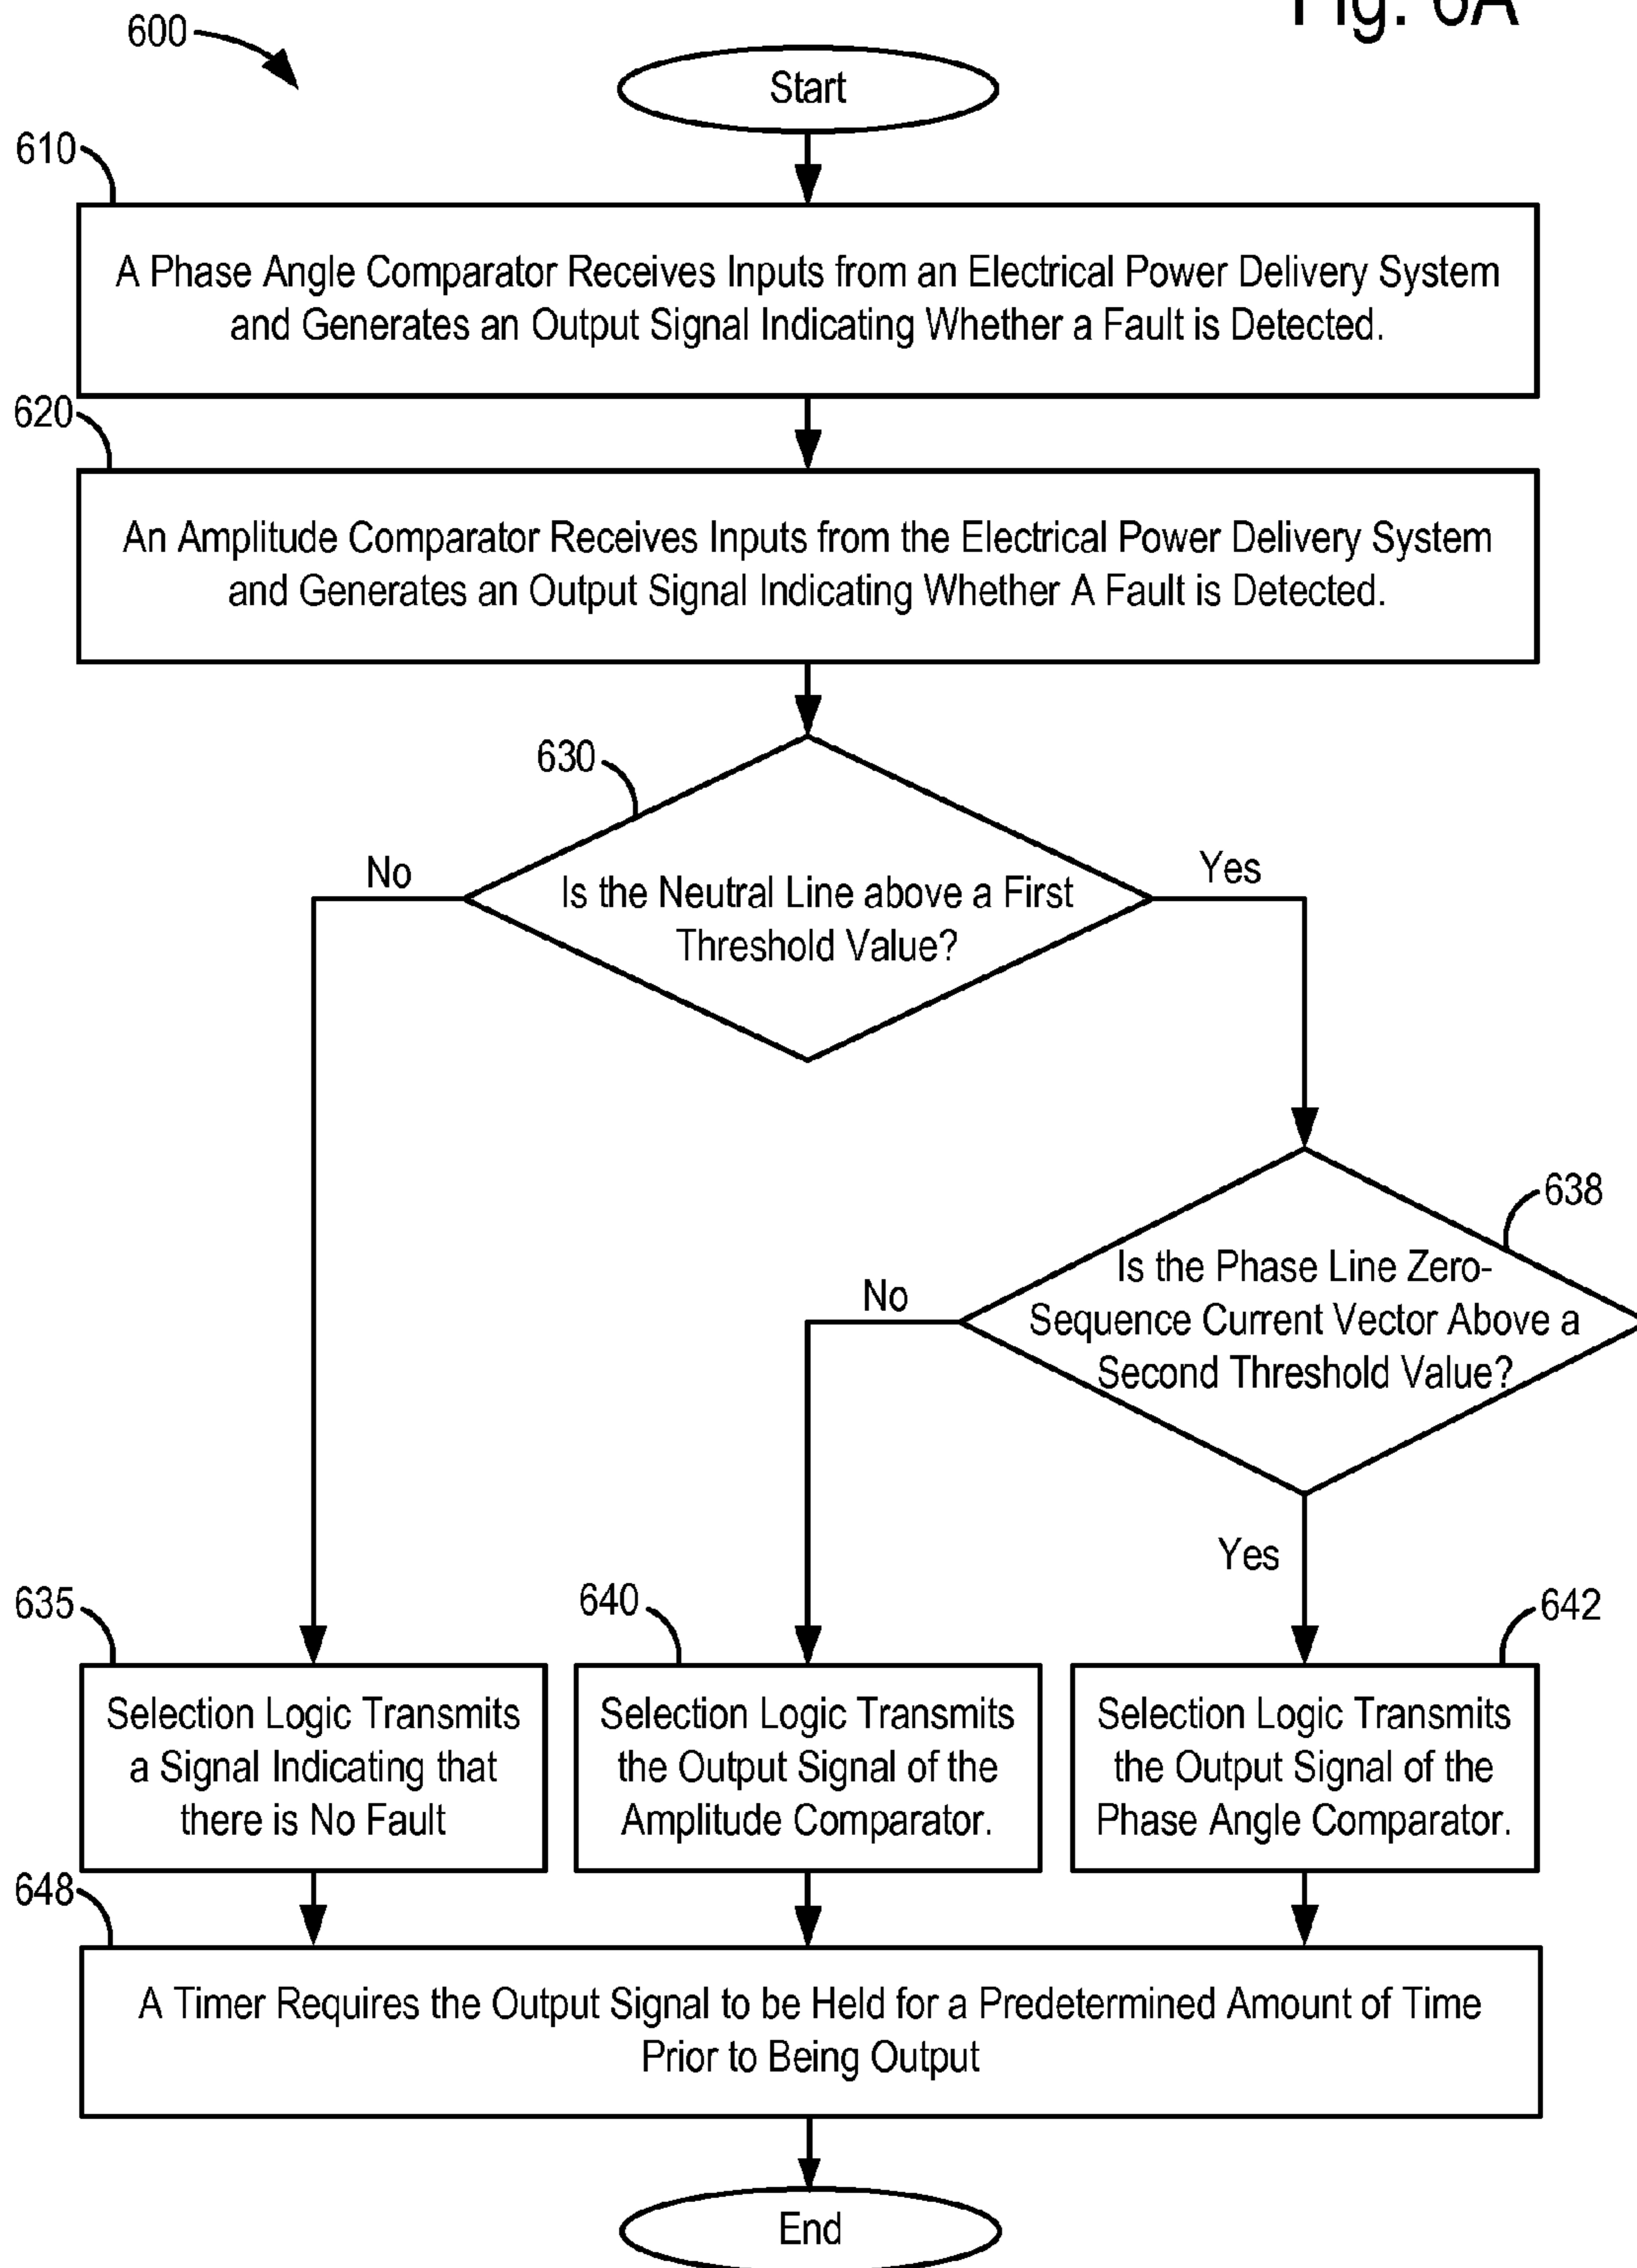 Fig. 6A
600
Start
610
A Phase Angle Comparator Receives Inputs from an Electrical Power Delivery System
and Generates an Output Signal Indicating Whether a Fault is Detected.
620
An Amplitude Comparator Receives Inputs from the Electrical Power Delivery System
and Generates an Output Signal Indicating Whether A Fault is Detected.
630
No
Yes
Is the Neutral Line above a First
Threshold Value?
638
Is the Phase Line Zero-
Sequence Current Vector Above a
Second Threshold Value?
No
Yes
635
640
642
Selection Logic Transmits
a Signal Indicating that
there is No Fault
Selection Logic Transmits
the Output Signal of the
Amplitude Comparator.
Selection Logic Transmits
the Output Signal of the
Phase Angle Comparator.
648
A Timer Requires the Output Signal to be Held for a Predetermined Amount of Time
Prior to Being Output
End